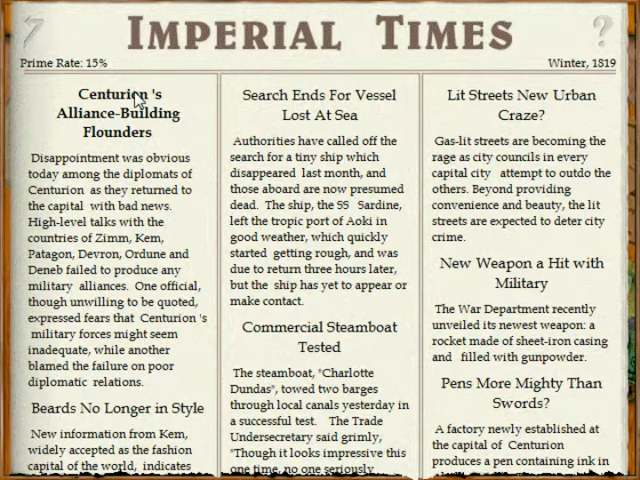 Imperial Times
Prime Rate: 15%
Winter, 1819
Centurion 's
Alliance-Building
Flounders
Disappointment was obvious
today among the diplomats of
Centurion as they returned to
the capital with bad news.
High-level talks with the
countries of Zimm, Kem,
Patagon, Devron, Ordune and
Deneb failed to produce any
military alliances. One official,
though unwilling to be quoted,
expressed fears that Centurion 's
military forces might seem
inadequate, while another
blamed the failure on poor
diplomatic relations.
Beards No Longer in Style
New information from Kem,
widely accepted as the fashion
capital of the world, indicates
Search Ends For Vessel
Lost At Sea
Authorities have called off the
search for a tiny ship which
disappeared last month, and
those aboard are now presumed
dead. The ship, the SS Sardine,
left the tropic port of Aoki in
good weather, which quickly
started getting rough, and was
due to return three hours later,
but the ship has yet to appear or
make contact.
Commercial Steamboat
Tested
The steamboat, "Charlotte
Dundas", towed two barges
through local canals yesterday in
a successful test. The Trade
Undersecretary said grimly,
"Though it looks impressive this
one time, no one seriously
Lit Streets New Urban
Craze?
Gas-lit streets are becoming the
rage as city councils in every
capital city attempt to outdo the
others. Beyond providing
convenience and beauty, the lit
streets are expected to deter city
crime.
New Weapon a Hit with
Military
The War Department recently
unveiled its newest weapon: a
rocket made of sheet-iron casing
and filled with gunpowder.
Pens More Mighty Than
Swords?
A factory newly established at
the capital of Centurion
produces a pen containing ink in